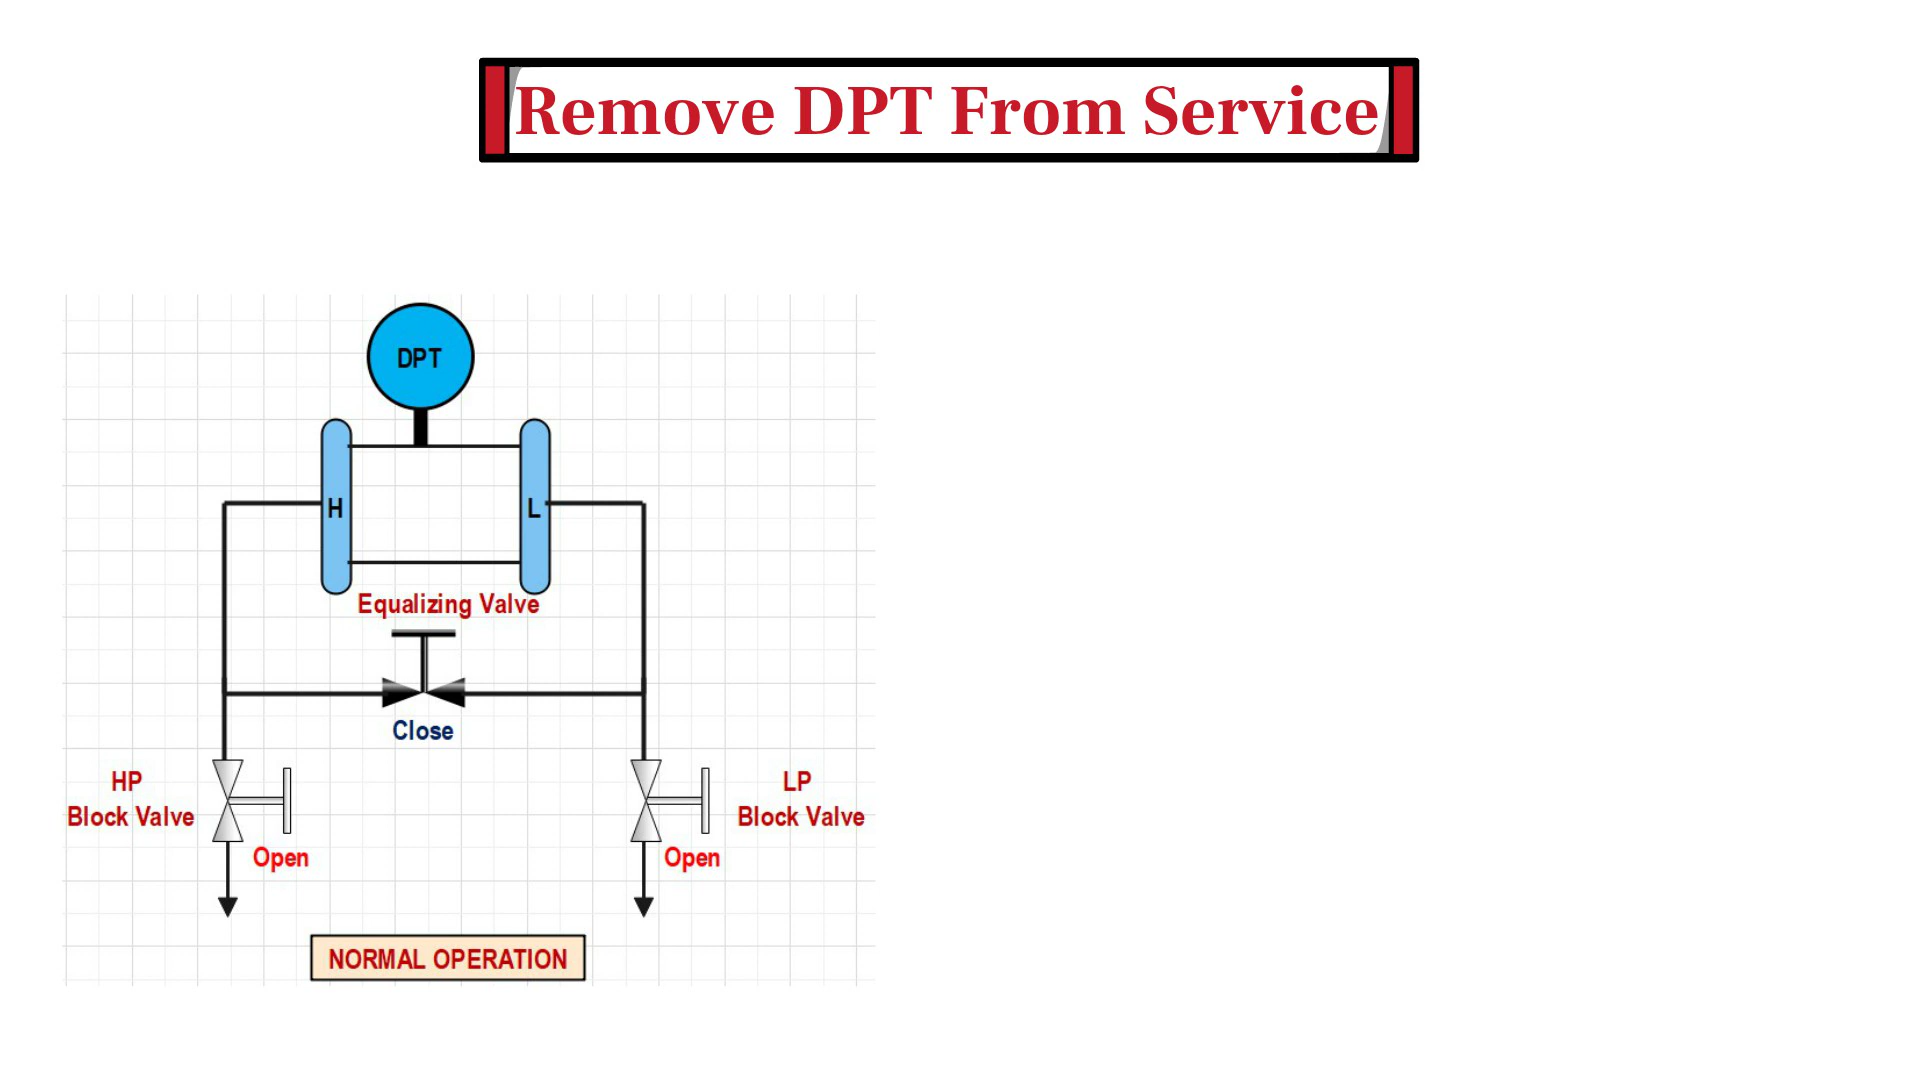 Remove DPT From Service
DPT
H
L
Equalizing Valve
Close
HP
Block Valve
Open
LP
Block Valve
Open
NORMAL OPERATION